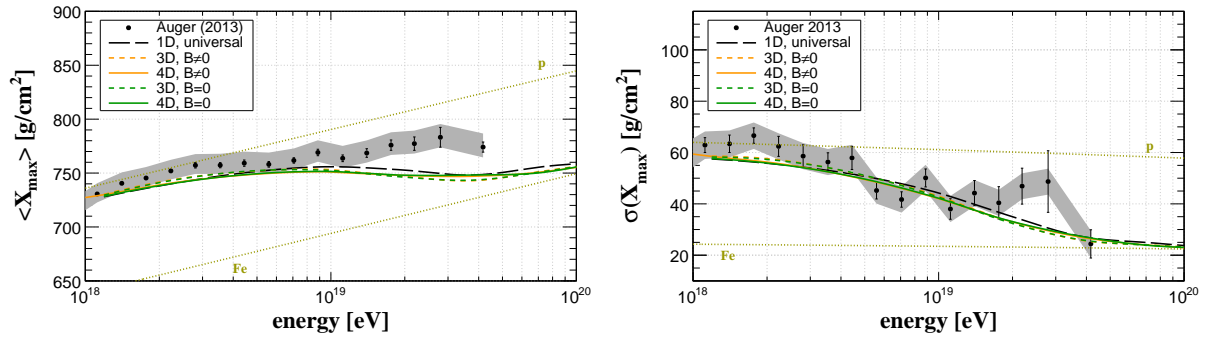 <X_max> [g/cm²]
900
850
800
750
700
650
Auger (2013)
1D, universal
3D, B≠0
4D, B≠0
3D, B=0
4D, B=0
p
Fe
10^18
10^19
10^20
energy [eV]
σ(X_max) [g/cm²]
100
80
60
40
20
Auger 2013
1D, universal
3D, B≠0
4D, B≠0
3D, B=0
4D, B=0
p
Fe
10^18
10^19
10^20
energy [eV]